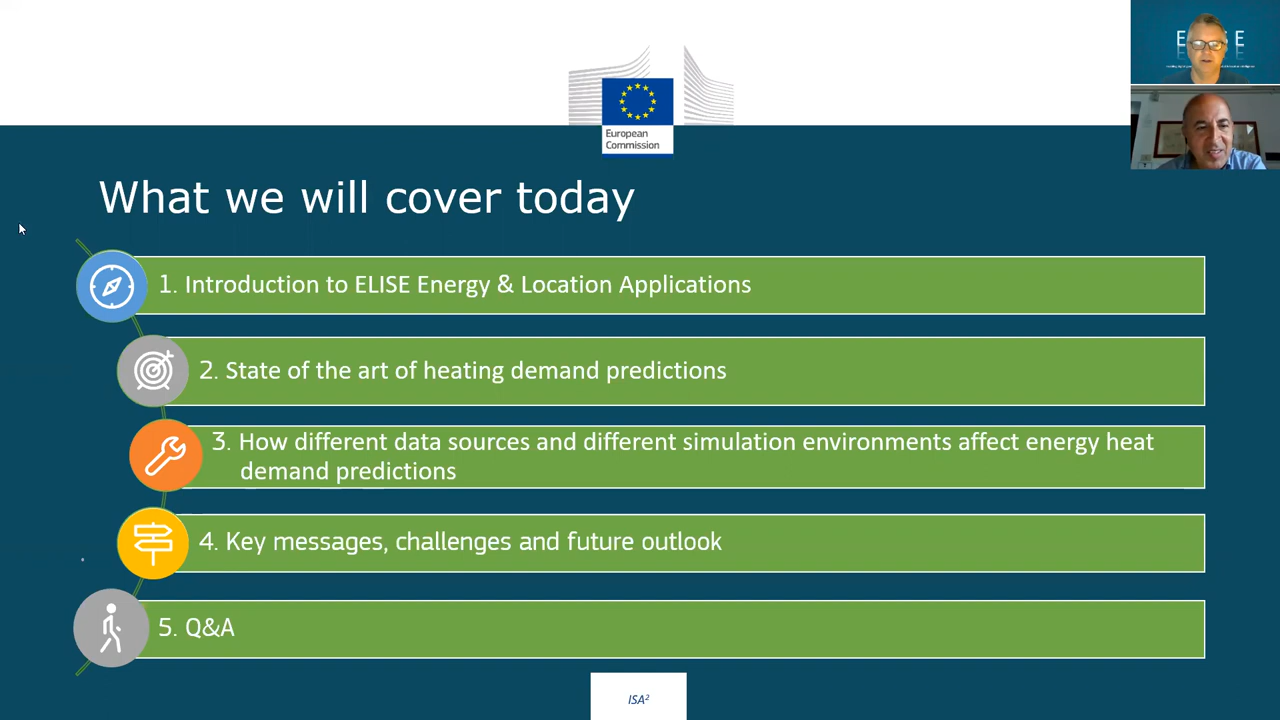 ELISE
European
Commission
What we will cover today
1. Introduction to ELISE Energy & Location Applications
2. State of the art of heating demand predictions
3. How different data sources and different simulation environments affect energy heat
demand predictions
4. Key messages, challenges and future outlook
5. Q&A
ISA²